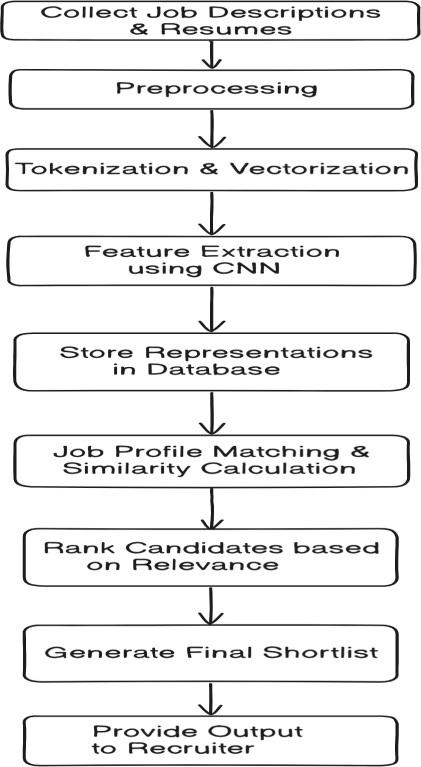 Collect Job Descriptions
& Resumes
Preprocessing
Tokenization & Vectorization
Feature Extraction
using CNN
Store Representations
in Database
Job Profile Matching &
Similarity Calculation
Rank Candidates based
on Relevance
Generate Final Shortlist
Provide Output
to Recruiter